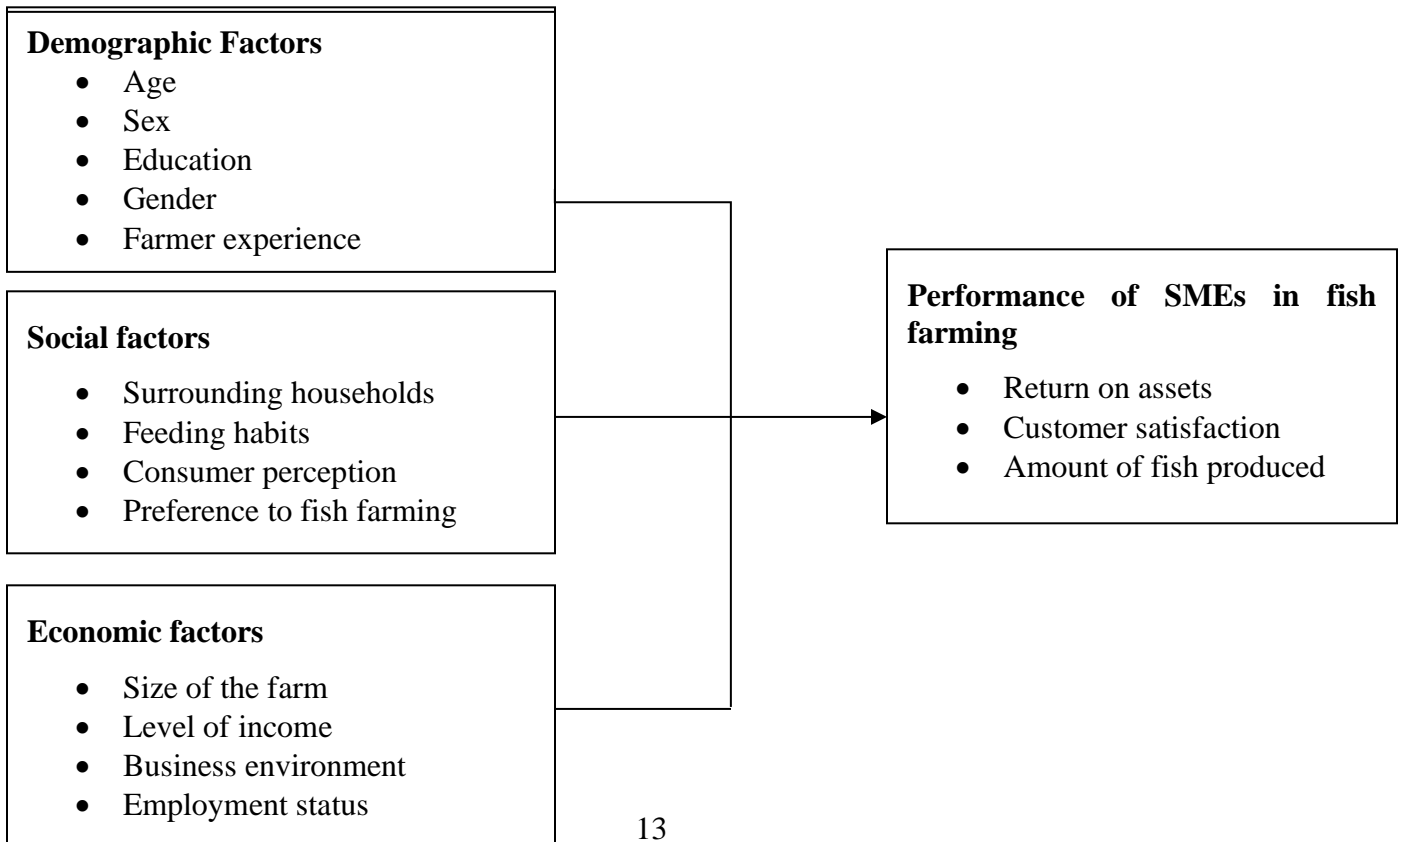 Demographic Factors
• Age
• Sex
• Education
• Gender
• Farmer experience
Social factors
• Surrounding households
• Feeding habits
• Consumer perception
• Preference to fish farming
Economic factors
• Size of the farm
• Level of income
• Business environment
• Employment status
Performance of SMEs in fish
farming
• Return on assets
• Customer satisfaction
• Amount of fish produced
13